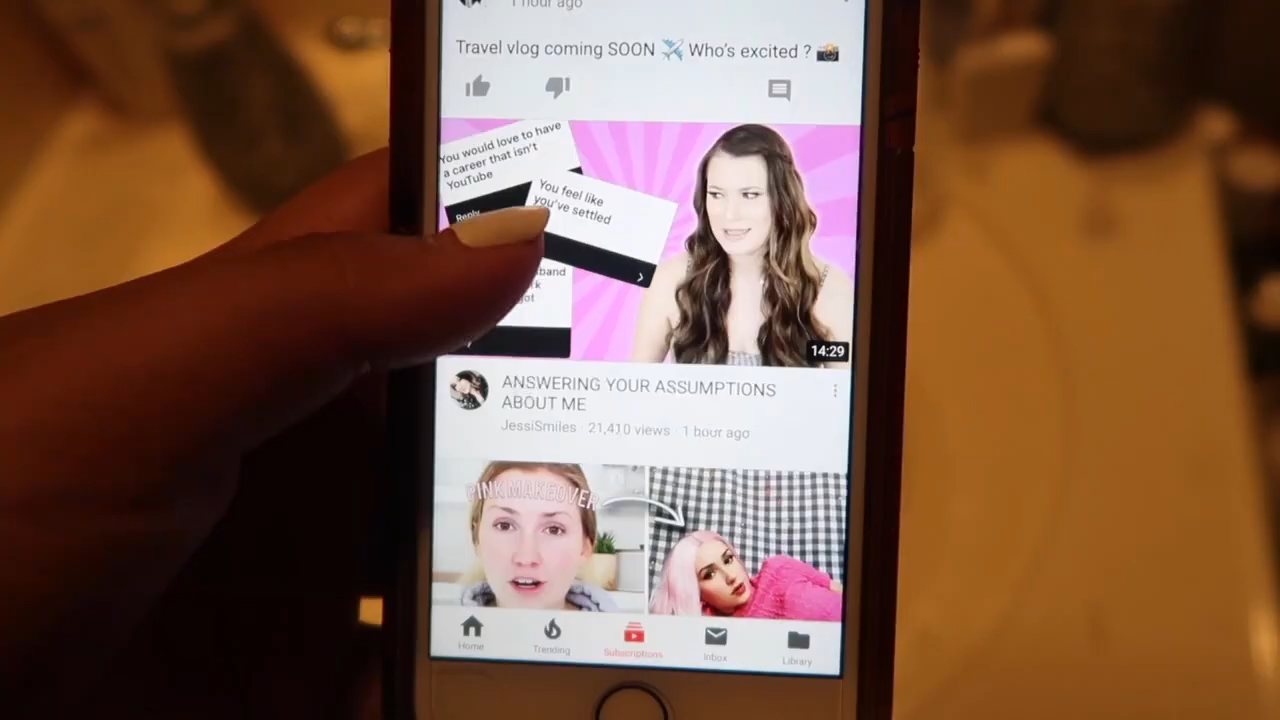 1 hour ago
Travel vlog coming SOON ✈️ Who's excited ? 📸
You would love to have
a career that isn't
YouTube
Reply
You feel like
you've settled
band
got
14:29
ANSWERING YOUR ASSUMPTIONS
ABOUT ME
JessiSmiles · 21,410 views · 1 hour ago
PINK MAKEOVER
Home
Trending
Subscriptions
Inbox
Library